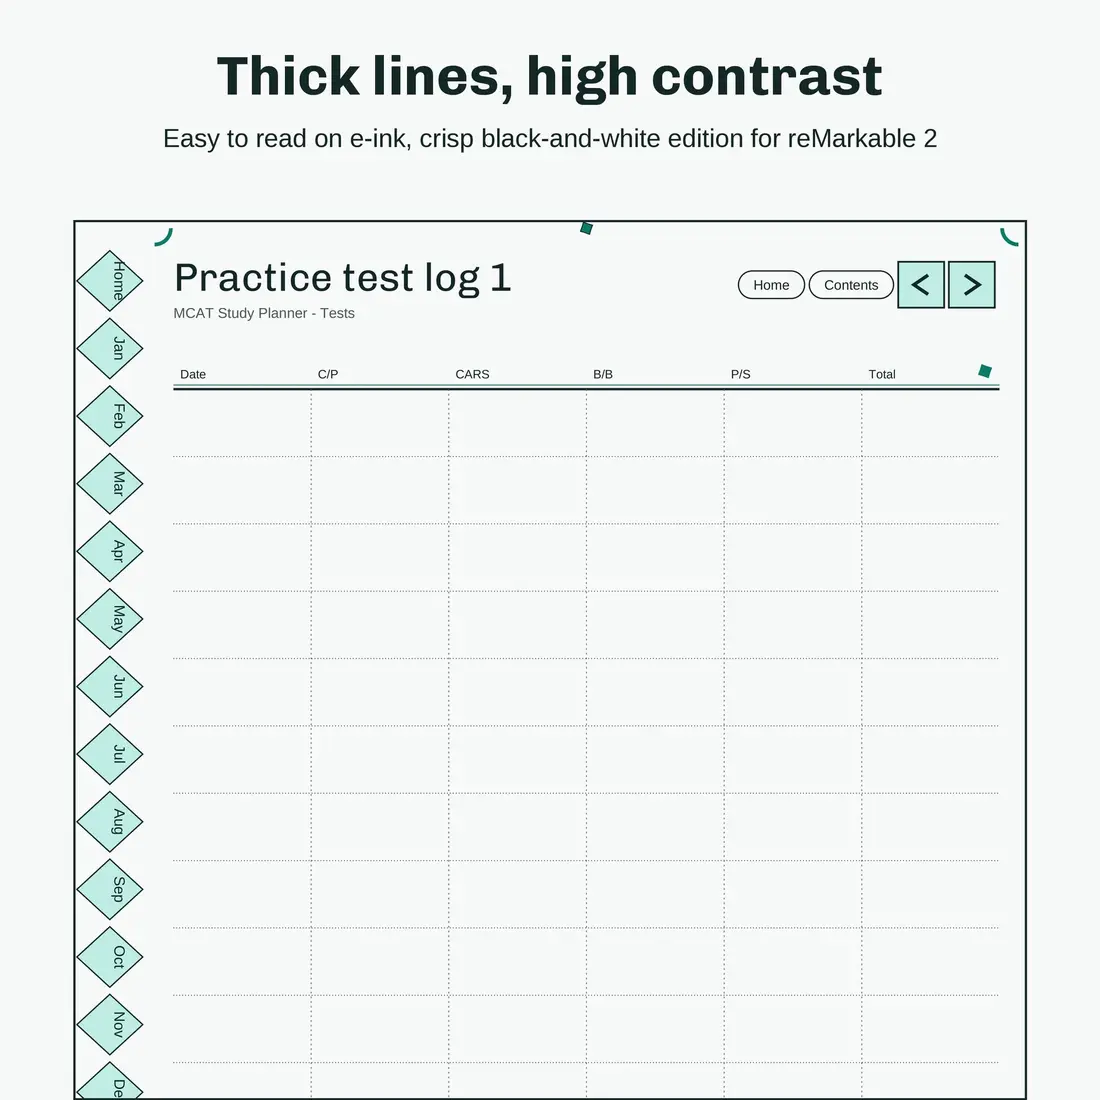 Thick lines, high contrast
Easy to read on e-ink, crisp black-and-white edition for reMarkable 2
Practice test log 1
MCAT Study Planner - Tests
Home Contents < >
Date C/P CARS B/B P/S Total
Home
Jan
Feb
Mar
Apr
May
Jun
Jul
Aug
Sep
Oct
Nov
De